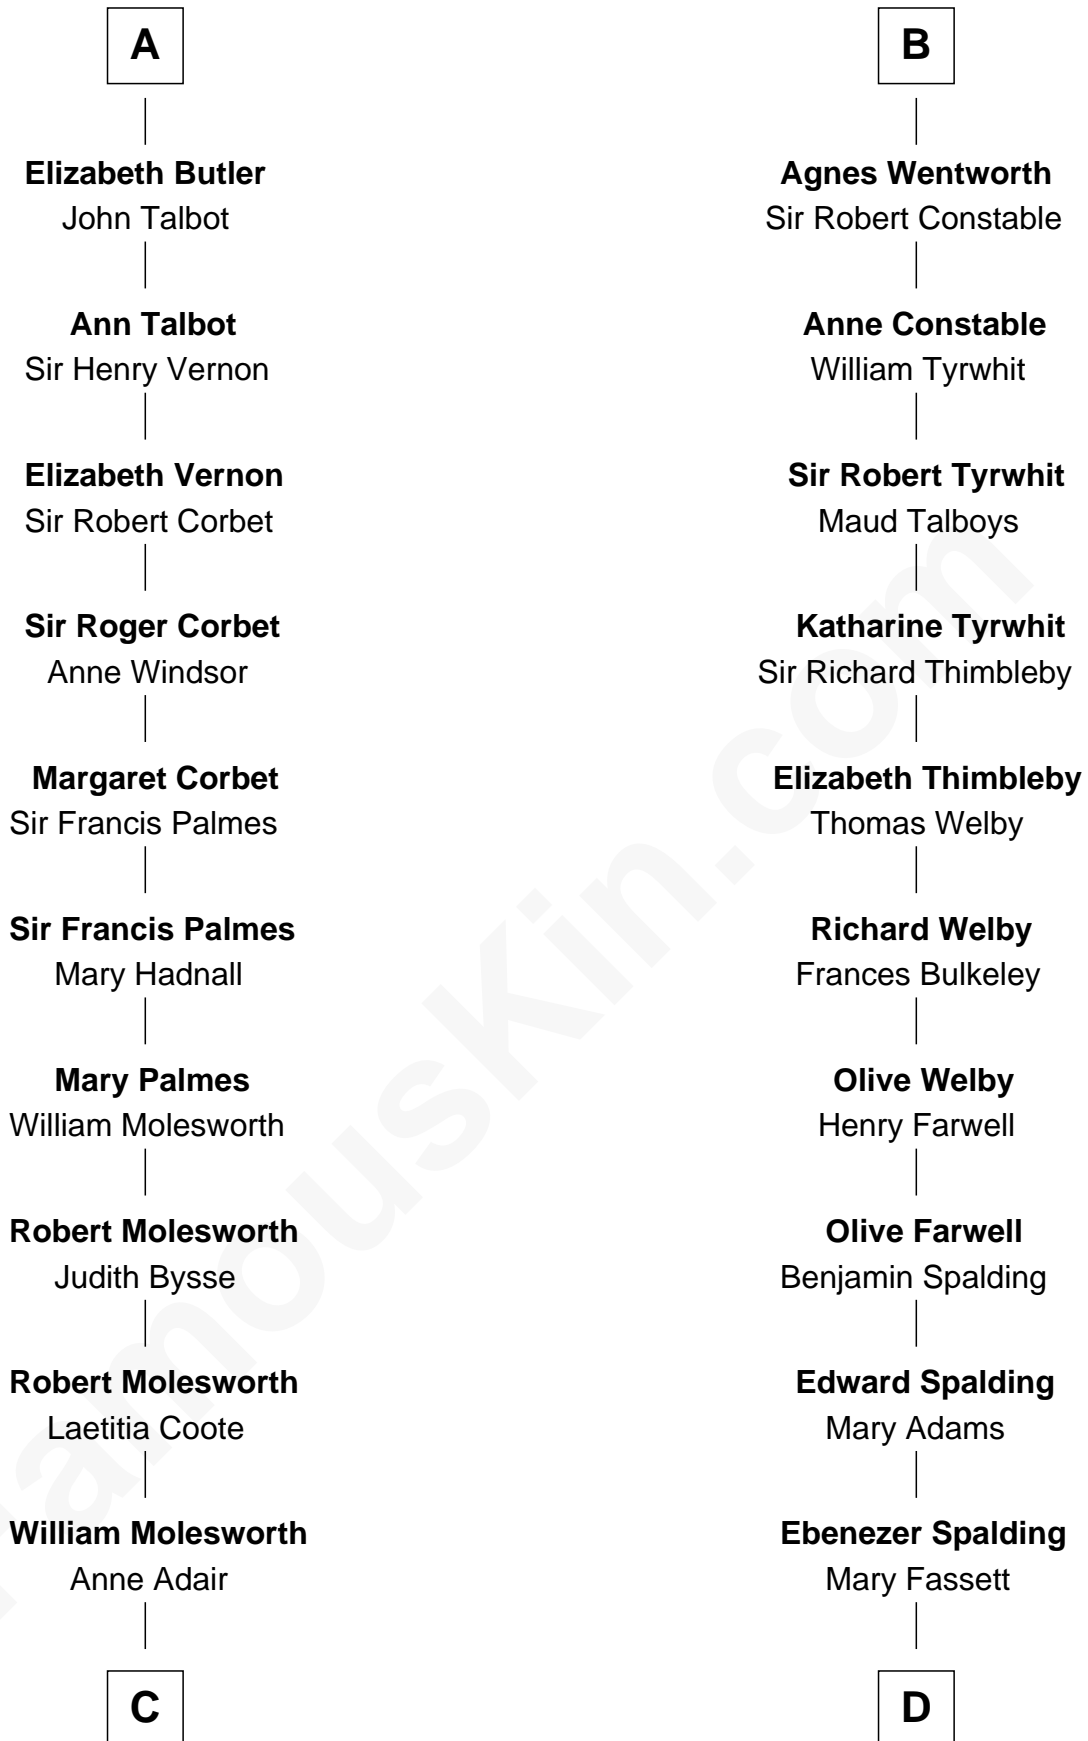 A
Elizabeth Butler
John Talbot
Ann Talbot
Sir Henry Vernon
Elizabeth Vernon
Sir Robert Corbet
Sir Roger Corbet
Anne Windsor
Margaret Corbet
Sir Francis Palmes
Sir Francis Palmes
Mary Hadnall
Mary Palmes
William Molesworth
Robert Molesworth
Judith Bysse
Robert Molesworth
Laetitia Coote
William Molesworth
Anne Adair
C
B
Agnes Wentworth
Sir Robert Constable
Anne Constable
William Tyrwhit
Sir Robert Tyrwhit
Maud Talboys
Katharine Tyrwhit
Sir Richard Thimbleby
Elizabeth Thimbleby
Thomas Welby
Richard Welby
Frances Bulkeley
Olive Welby
Henry Farwell
Olive Farwell
Benjamin Spalding
Edward Spalding
Mary Adams
Ebenezer Spalding
Mary Fassett
D
FamousKin.com